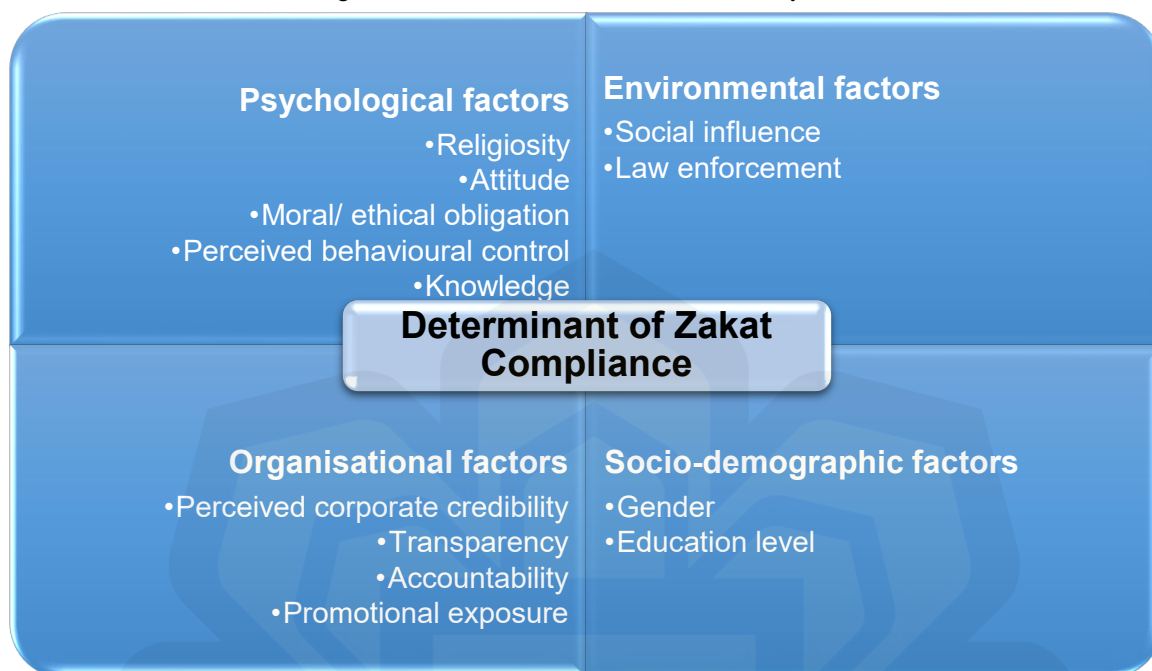 Psychological factors
•Religiosity
•Attitude
•Moral/ ethical obligation
•Perceived behavioural control
•Knowledge
Environmental factors
•Social influence
•Law enforcement
Determinant of Zakat
Compliance
Organisational factors
•Perceived corporate credibility
•Transparency
•Accountability
•Promotional exposure
Socio-demographic factors
•Gender
•Education level